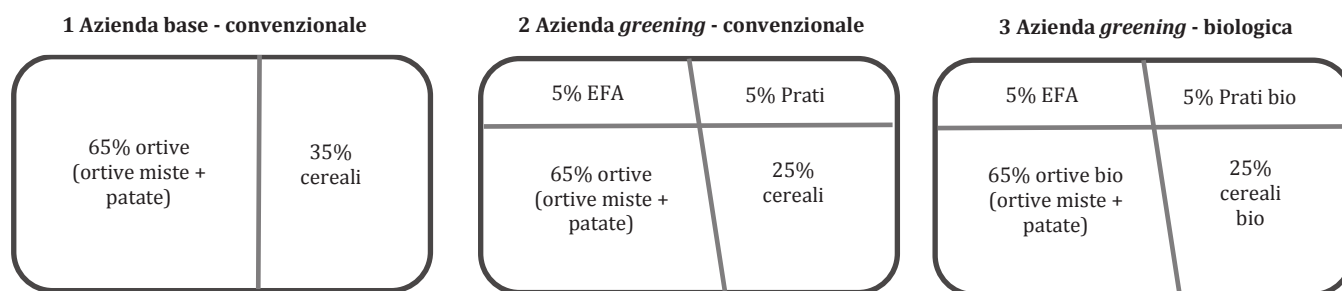 1 Azienda base - convenzionale
65% ortive
(ortive miste +
patate)
35%
cereali
2 Azienda greening - convenzionale
5% EFA
5% Prati
65% ortive
(ortive miste +
patate)
25%
cereali
3 Azienda greening - biologica
5% EFA
5% Prati bio
65% ortive bio
(ortive miste +
patate)
25%
cereali
bio